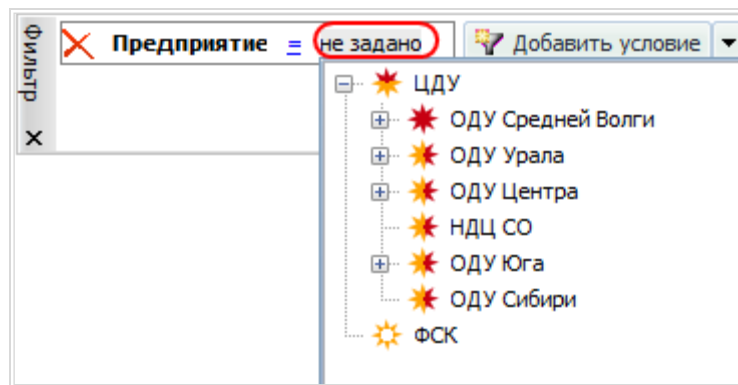 Фильтр
Предприятие = не задано Добавить условие
ЦДУ
ОДУ Средней Волги
ОДУ Урала
ОДУ Центра
НДЦ СО
ОДУ Юга
ОДУ Сибири
ФСК